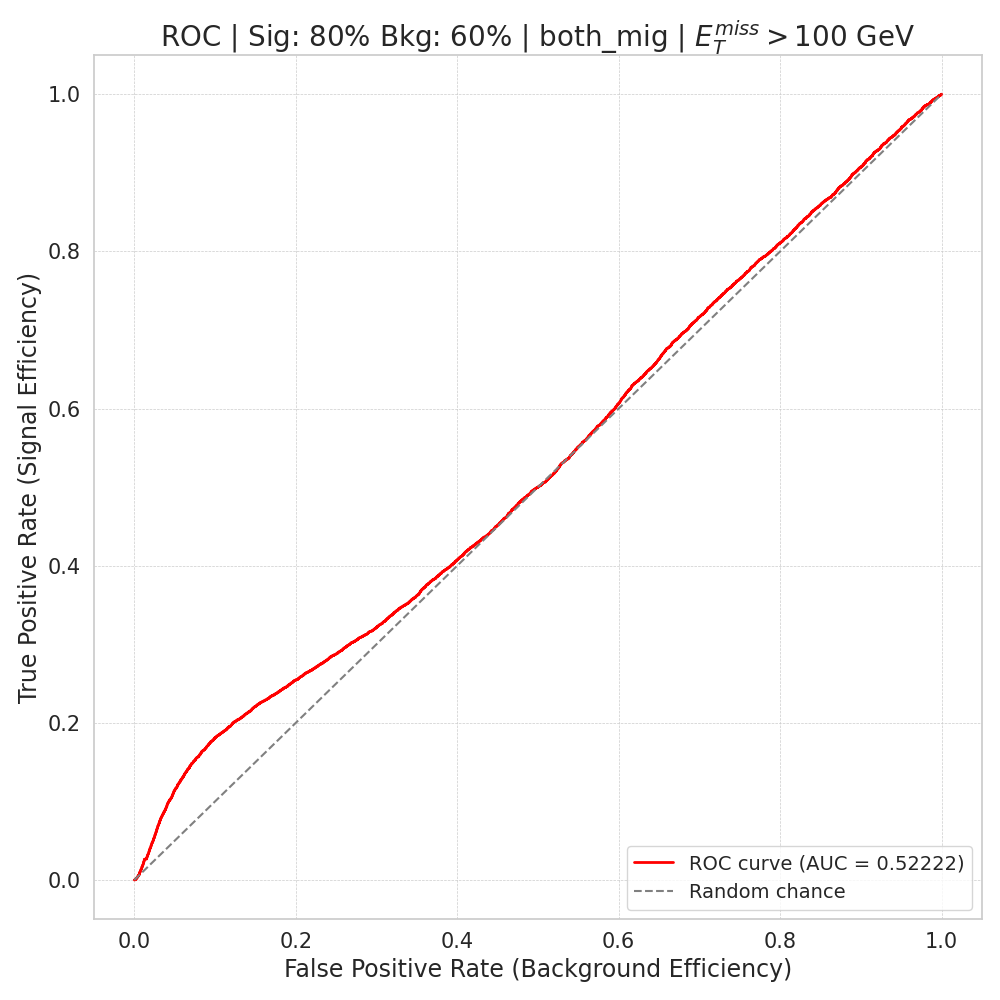 ROC | Sig: 80% Bkg: 60% | both_mig | $E_T^{miss} > 100$ GeV
True Positive Rate (Signal Efficiency)
1.0
0.8
0.6
0.4
0.2
0.0
0.0 0.2 0.4 0.6 0.8 1.0
False Positive Rate (Background Efficiency)
ROC curve (AUC = 0.52222)
Random chance